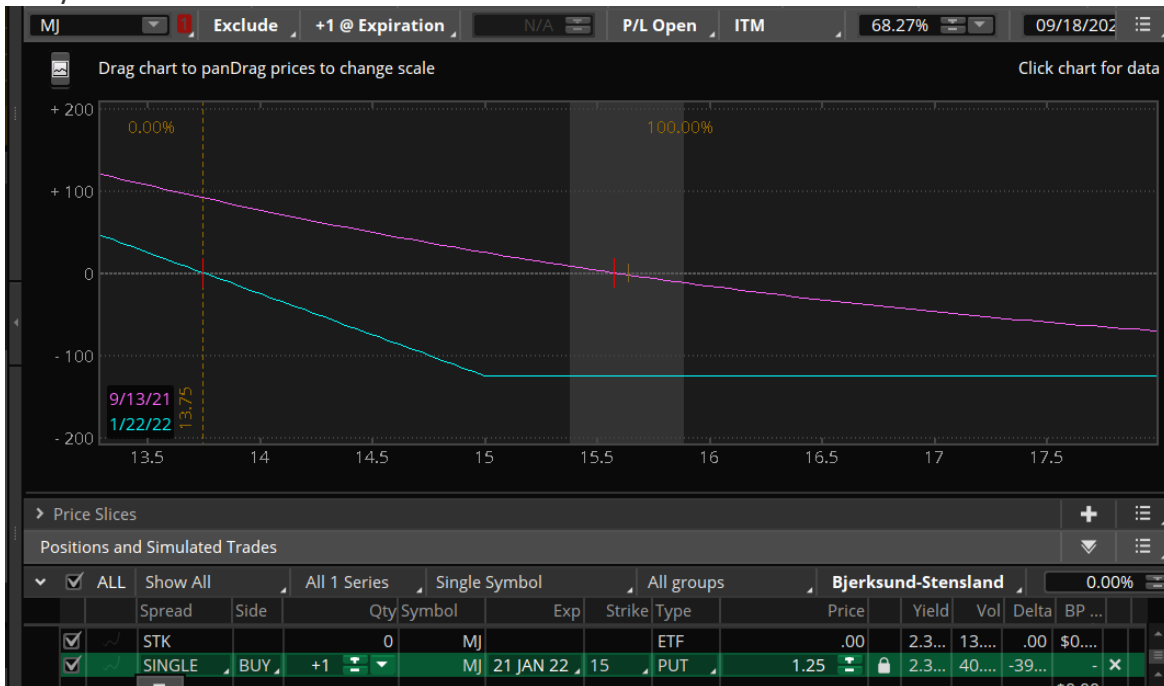 MJ 1 Exclude +1 @ Expiration N/A P/L Open ITM 68.27% 09/18/202
Drag chart to panDrag prices to change scale Click chart for data
+ 200
0.00% 100.00%
+ 100
0
- 100
9/13/21
1/22/22
13.75
- 200
13.5 14 14.5 15 15.5 16 16.5 17 17.5
Price Slices
Positions and Simulated Trades
ALL Show All All 1 Series Single Symbol All groups Bjerksund-Stensland 0.00%
Spread Side Qty Symbol Exp Strike Type Price Yield Vol Delta BP ...
STK 0 MJ ETF .00 2.3... 13.... .00 $0....
SINGLE BUY +1 MJ 21 JAN 22 15 PUT 1.25 2.3... 40.... -39... -